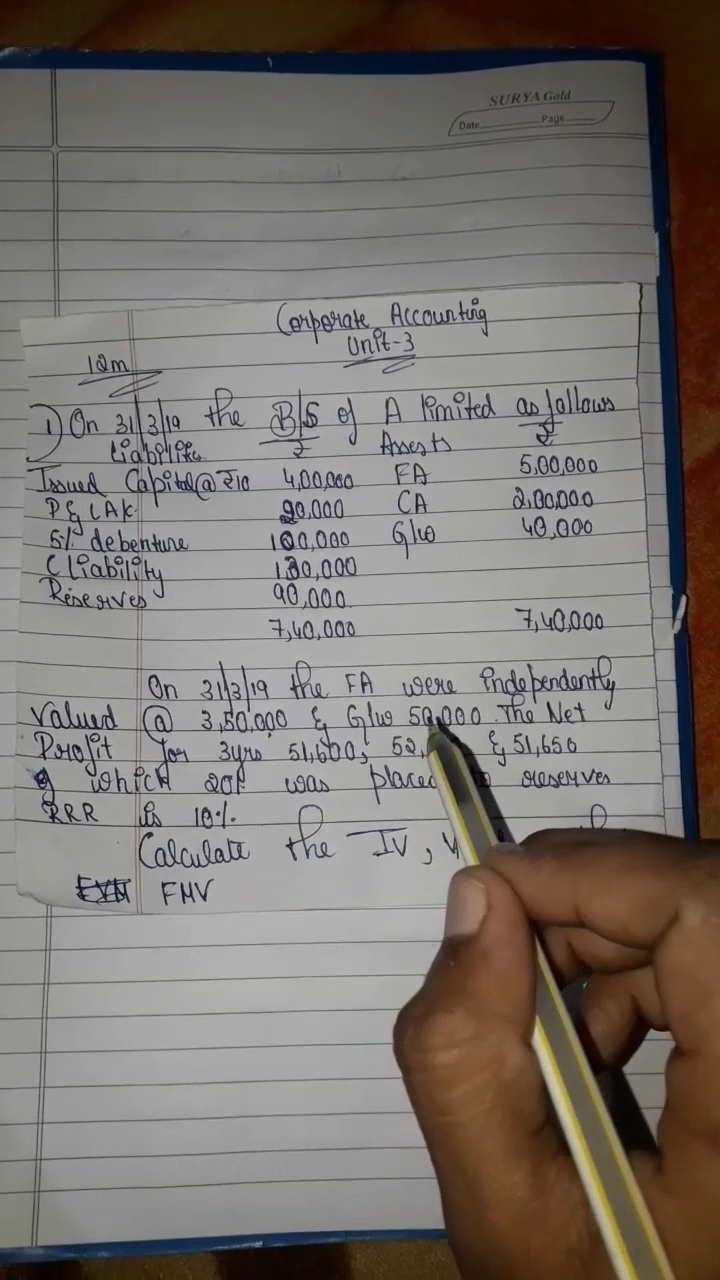 SURYA Gold
Date Page
Corporate Accounting
Unit-3
12m
1) On 31/3/19 the B/S of A limited as follows
Liability ₹ Assests ₹
Issued Capital @ ₹10 4,00,000 FA 5,00,000
P & L A/c 20,000 CA 2,00,000
5% debenture 100,000 G/w 40,000
C Liability 130,000
Reserves 90,000
7,40,000 7,40,000
On 31/3/19 the FA were independently
Valued @ 3,50,000 & G/w 50,000. The Net
Profit for 3yrs 51,600; 52, & 51,650
of which 20% was placed to reserves
RRR is 10%.
Calculate the IV,
FMV